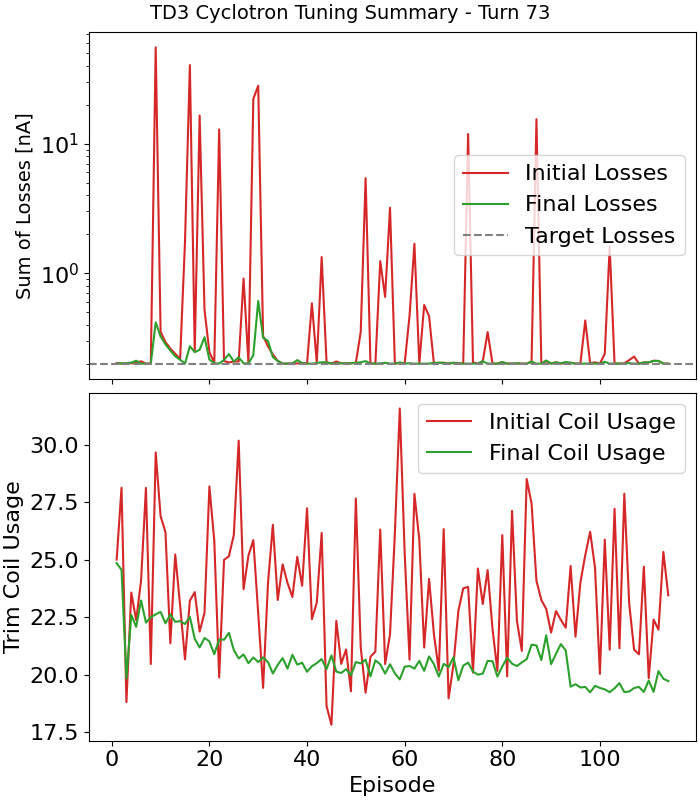 TD3 Cyclotron Tuning Summary - Turn 73
Sum of Losses [nA]
10¹
10⁰
Initial Losses
Final Losses
Target Losses
Trim Coil Usage
30.0
27.5
25.0
22.5
20.0
17.5
Initial Coil Usage
Final Coil Usage
0 20 40 60 80 100
Episode